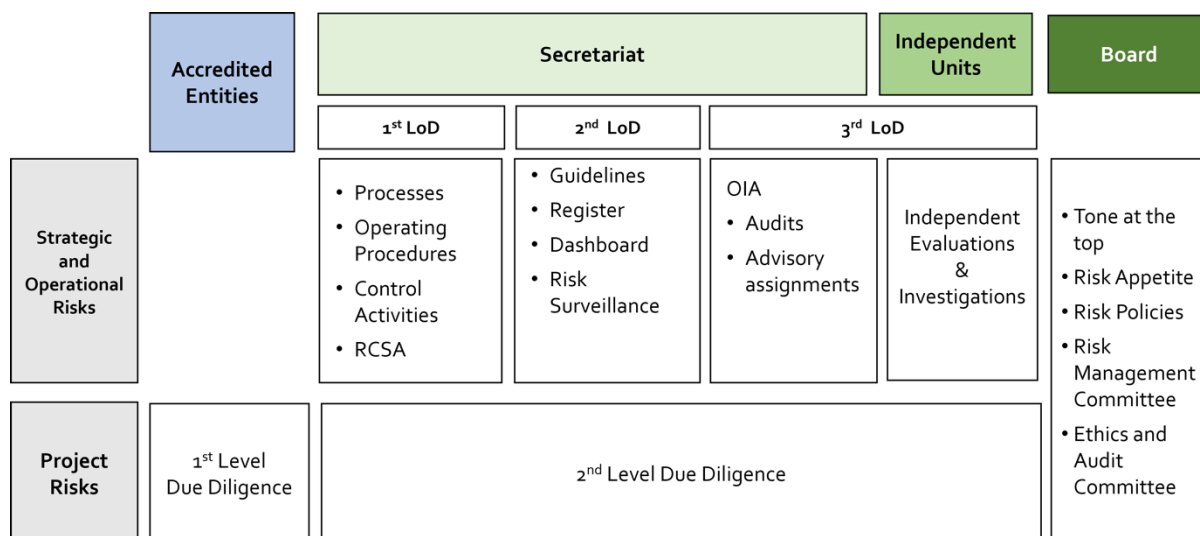 Accredited
Entities
Secretariat
Independent
Units
Board
1st LoD
2nd LoD
3rd LoD
Strategic
and
Operational
Risks
• Processes
• Operating
Procedures
• Control
Activities
• RCSA
• Guidelines
• Register
• Dashboard
• Risk
Surveillance
OIA
• Audits
• Advisory
assignments
Independent
Evaluations
&
Investigations
• Tone at the
top
• Risk Appetite
• Risk Policies
• Risk
Management
Committee
• Ethics and
Audit
Committee
Project
Risks
1st Level
Due Diligence
2nd Level Due Diligence